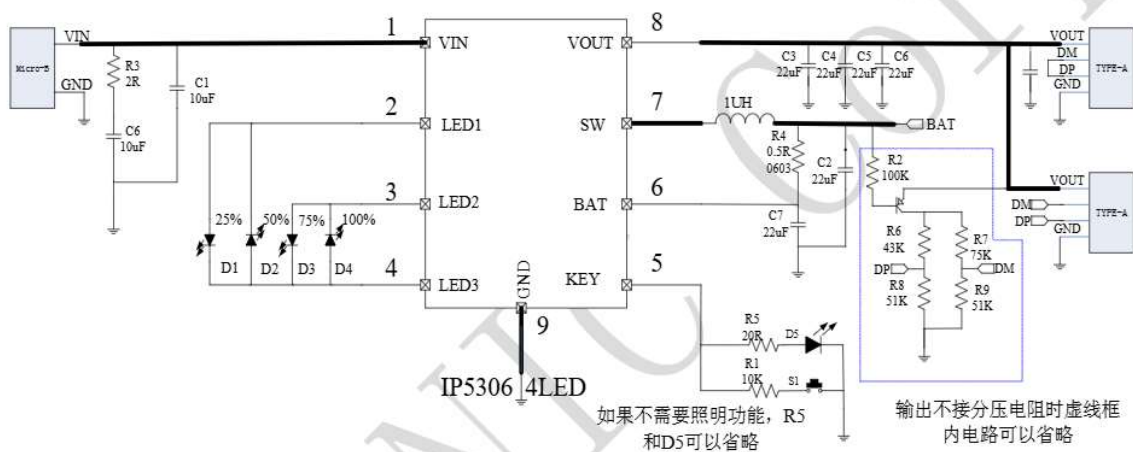 VIN
Micro-B
GND
R3
2R
C6
10uF
C1
10uF
1
2
3
4
VIN
LED1
LED2
LED3
25%
50%
75%
100%
D1
D2
D3
D4
GND
9
IP5306 4LED
VOUT
SW
BAT
KEY
8
7
6
5
C3
22uF
C4
22uF
C5
22uF
C6
22uF
1UH
BAT
R4
0.5R
0603
C2
22uF
C7
22uF
R2
100K
R6
43K
R7
75K
DP
DM
R8
51K
R9
51K
R5
20R
D5
R1
10K
S1
VOUT
DM
DP
GND
TYPE-A
VOUT
DM
DP
GND
TYPE-A
如果不需要照明功能，R5
和D5可以省略
输出不接分压电阻时虚线框
内电路可以省略